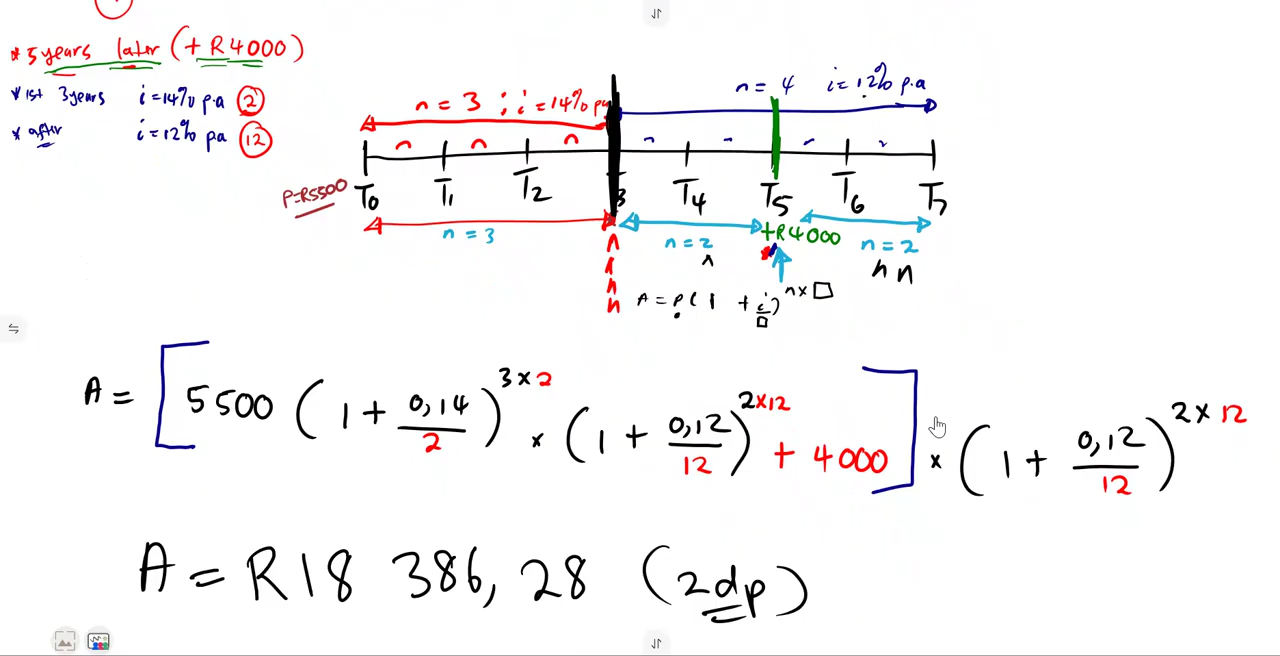 * 5 years later (+ R4000)
* 1st 3 years i = 14% p.a (2)
* after i = 12% pa (12)
n = 3 ; i = 14% pa
n = 4 i = 12% p.a
P=R5500
T0 T1 T2 3 T4 T5 T6 T7
n = 3
n = 2
+R4000
n = 2
A = P(1 + i/□)^n×□
A = [5500 (1 + 0,14/2)^3×2 × (1 + 0,12/12)^2×12 + 4000] × (1 + 0,12/12)^2×12
A = R18 386,28 (2dp)